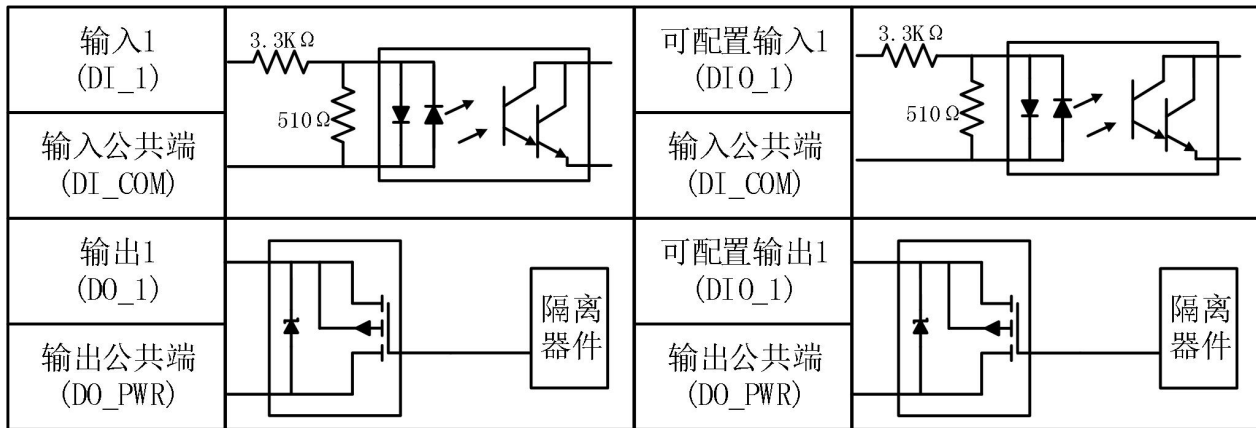 输入1
(DI_1)
3.3KΩ
510Ω
输入公共端
(DI_COM)
可配置输入1
(DIO_1)
3.3KΩ
510Ω
输入公共端
(DI_COM)
输出1
(DO_1)
隔离
器件
输出公共端
(DO_PWR)
可配置输出1
(DIO_1)
隔离
器件
输出公共端
(DO_PWR)